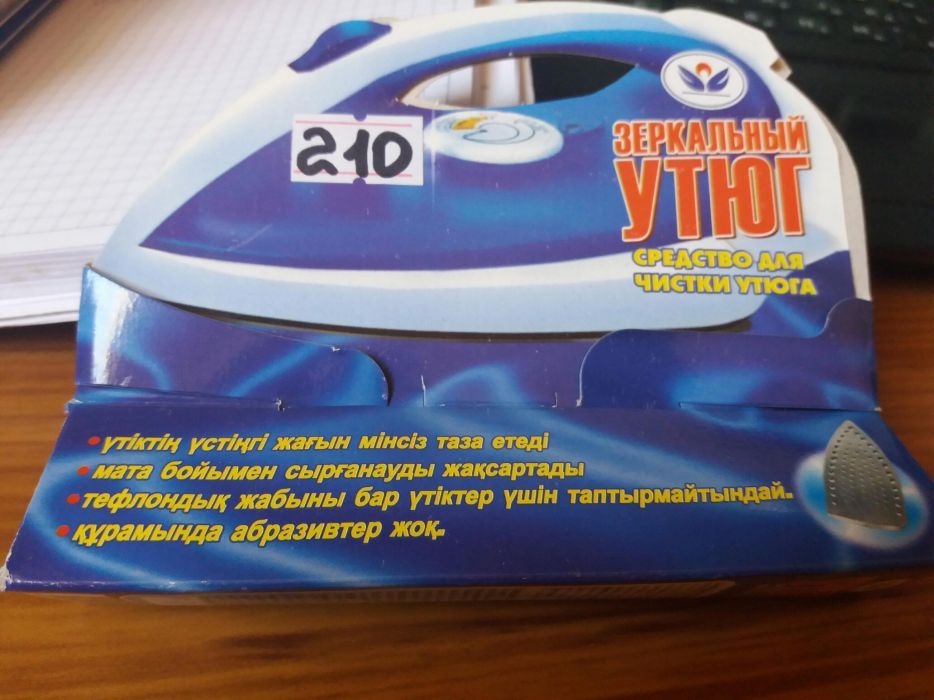 210
ЗЕРКАЛЬНЫЙ
УТЮГ
СРЕДСТВО ДЛЯ
ЧИСТКИ УТЮГА
• үтіктің үстіңгі жағын мінсіз таза етеді
• мата бойымен сырғанауды жақсартады
• тефлондық жабыны бар үтіктер үшін таптырмайтындай.
• құрамында абразивтер жоқ.